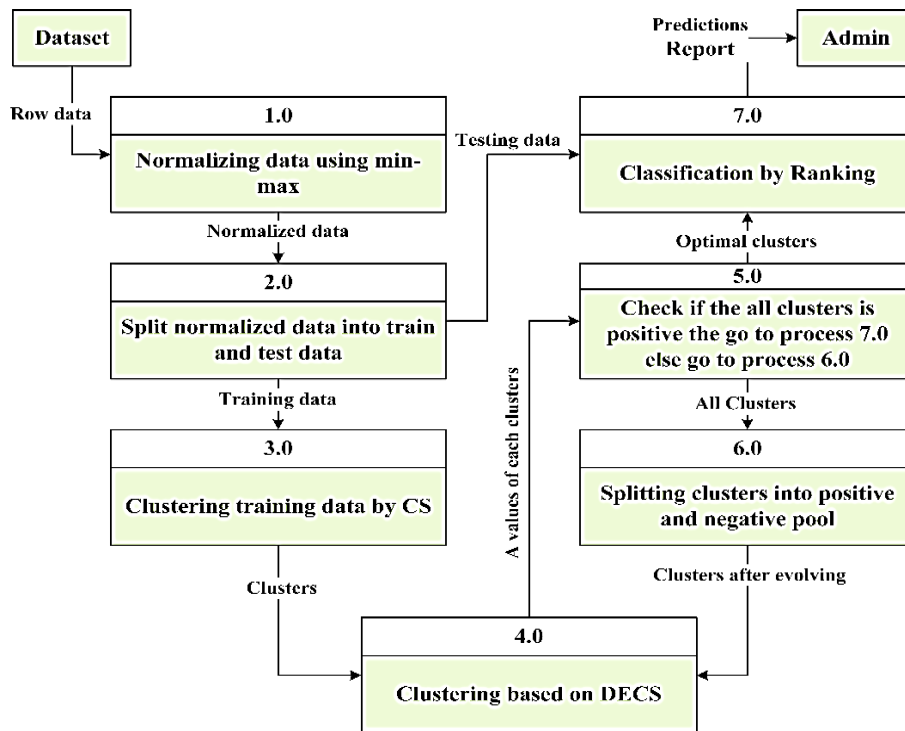 Dataset
Row data
1.0
Normalizing data using min-
max
Normalized data
2.0
Split normalized data into train
and test data
Training data
3.0
Clustering training data by CS
Clusters
4.0
Clustering based on DECS
A values of each clusters
Testing data
Predictions
Report
Admin
7.0
Classification by Ranking
Optimal clusters
5.0
Check if the all clusters is
positive the go to process 7.0
else go to process 6.0
All Clusters
6.0
Splitting clusters into positive
and negative pool
Clusters after evolving